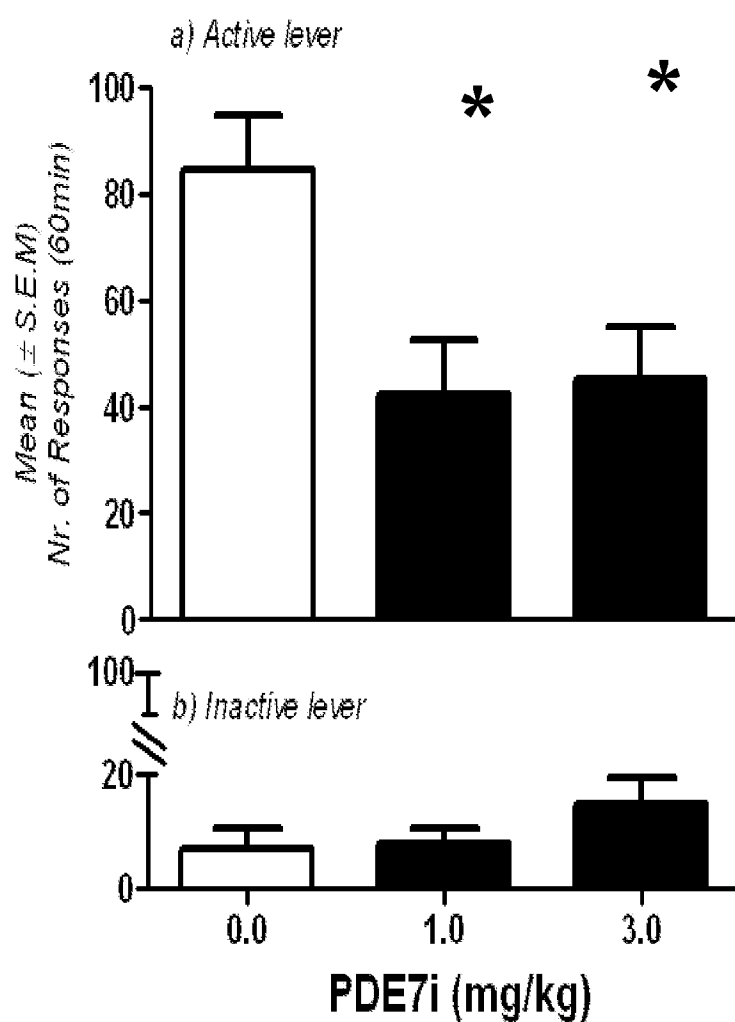 a) Active lever
*
*
Mean (± S.E.M)
Nr. of Responses (60min)
100
80
60
40
20
0
b) Inactive lever
100
20
0
0.0 1.0 3.0
PDE7i (mg/kg)